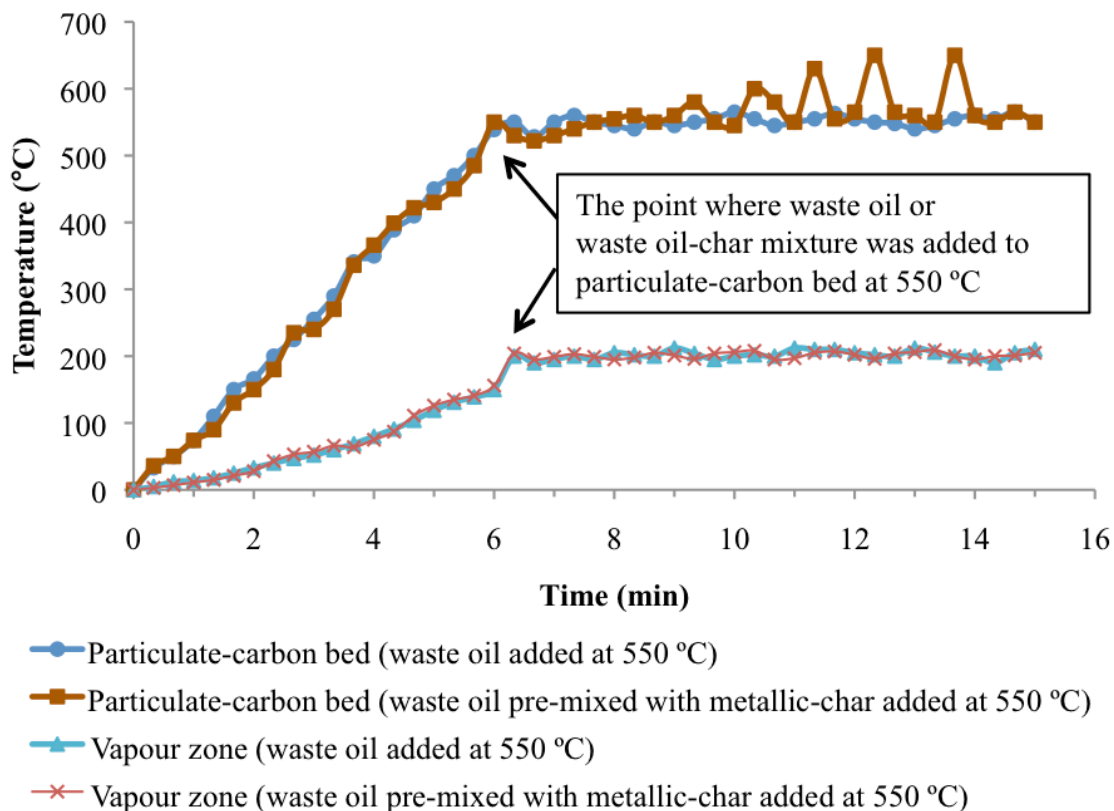 700
600
500
400
300
200
100
0
Temperature (°C)
The point where waste oil or
waste oil-char mixture was added to
particulate-carbon bed at 550 ºC
0 2 4 6 8 10 12 14 16
Time (min)
Particulate-carbon bed (waste oil added at 550 ºC)
Particulate-carbon bed (waste oil pre-mixed with metallic-char added at 550 ºC)
Vapour zone (waste oil added at 550 ºC)
Vapour zone (waste oil pre-mixed with metallic-char added at 550 ºC)